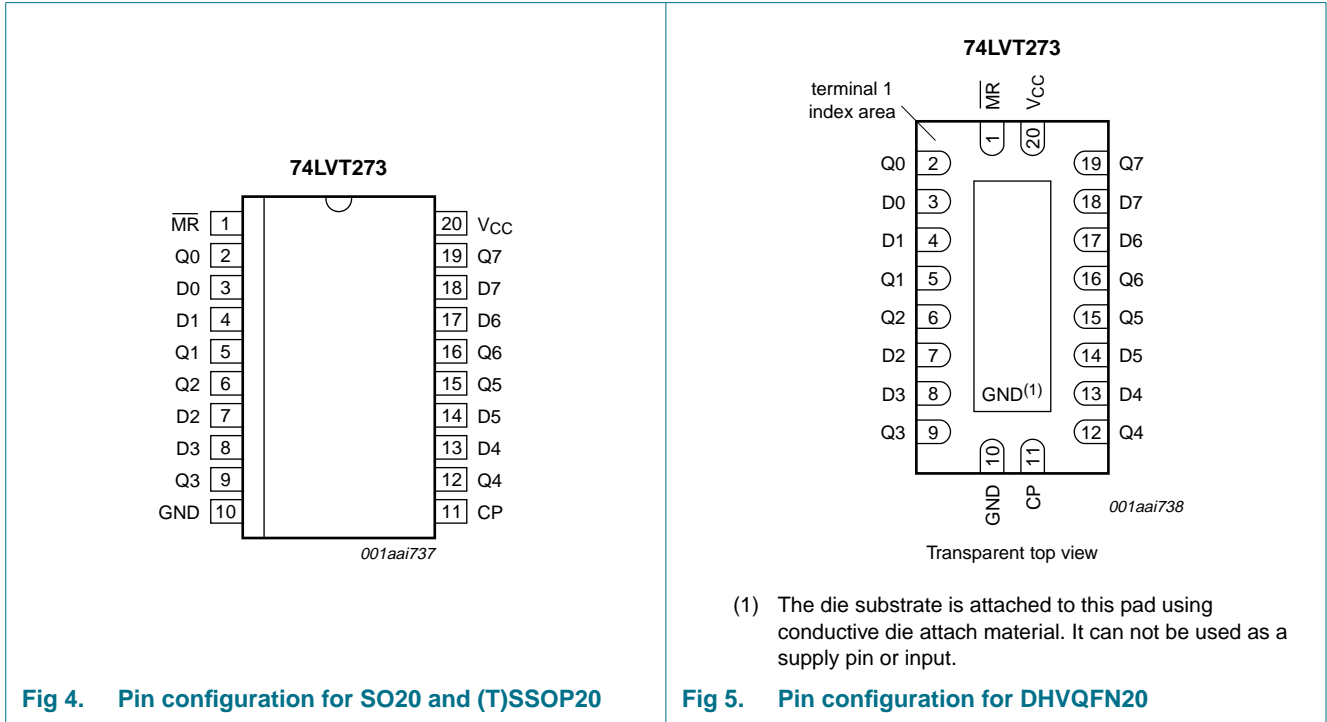 74LVT273
MR 1 20 VCC
Q0 2 19 Q7
D0 3 18 D7
D1 4 17 D6
Q1 5 16 Q6
Q2 6 15 Q5
D2 7 14 D5
D3 8 13 D4
Q3 9 12 Q4
GND 10 11 CP
001aai737
Fig 4. Pin configuration for SO20 and (T)SSOP20
74LVT273
terminal 1
index area
MR VCC
1 20
Q0 2 19 Q7
D0 3 18 D7
D1 4 17 D6
Q1 5 16 Q6
Q2 6 15 Q5
D2 7 14 D5
D3 8 GND(1) 13 D4
Q3 9 12 Q4
10 11
GND CP
001aai738
Transparent top view
(1) The die substrate is attached to this pad using
conductive die attach material. It can not be used as a
supply pin or input.
Fig 5. Pin configuration for DHVQFN20